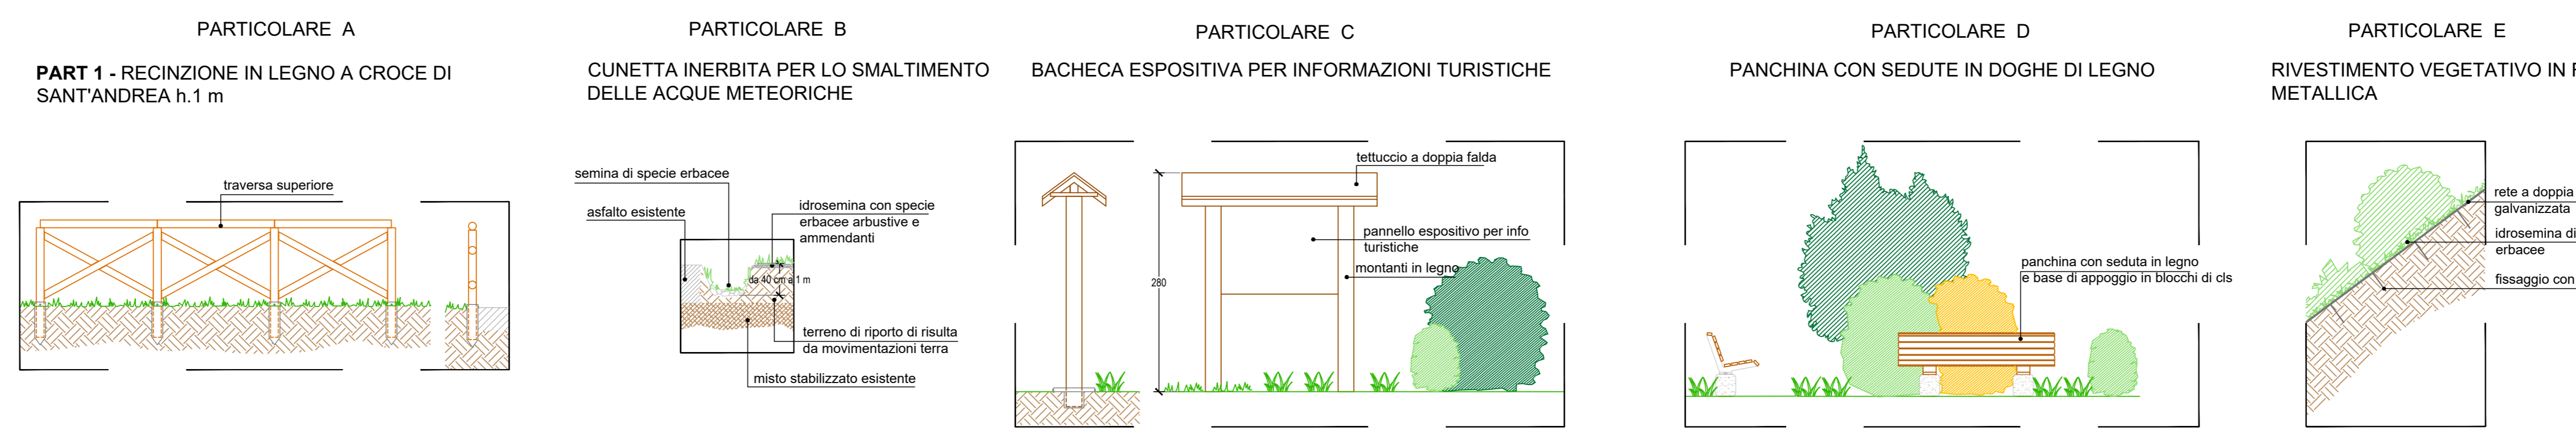 PARTICOLARE A
PART 1 - RECINZIONE IN LEGNO A CROCE DI
SANT'ANDREA h.1 m
traversa superiore
PARTICOLARE B
CUNETTA INERBITA PER LO SMALTIMENTO
DELLE ACQUE METEORICHE
semina di specie erbacee
asfalto esistente
idrosemina con specie
erbacee arbustive e
ammendanti
da 40 cm a 1 m
terreno di riporto di risulta
da movimentazioni terra
misto stabilizzato esistente
PARTICOLARE C
BACHECA ESPOSITIVA PER INFORMAZIONI TURISTICHE
tettuccio a doppia falda
pannello espositivo per info
turistiche
montanti in legno
280
PARTICOLARE D
PANCHINA CON SEDUTE IN DOGHE DI LEGNO
panchina con seduta in legno
e base di appoggio in blocchi di cls
PARTICOLARE E
RIVESTIMENTO VEGETATIVO IN
METALLICA
rete a doppia
galvanizzata
idrosemina di
erbacee
fissaggio con